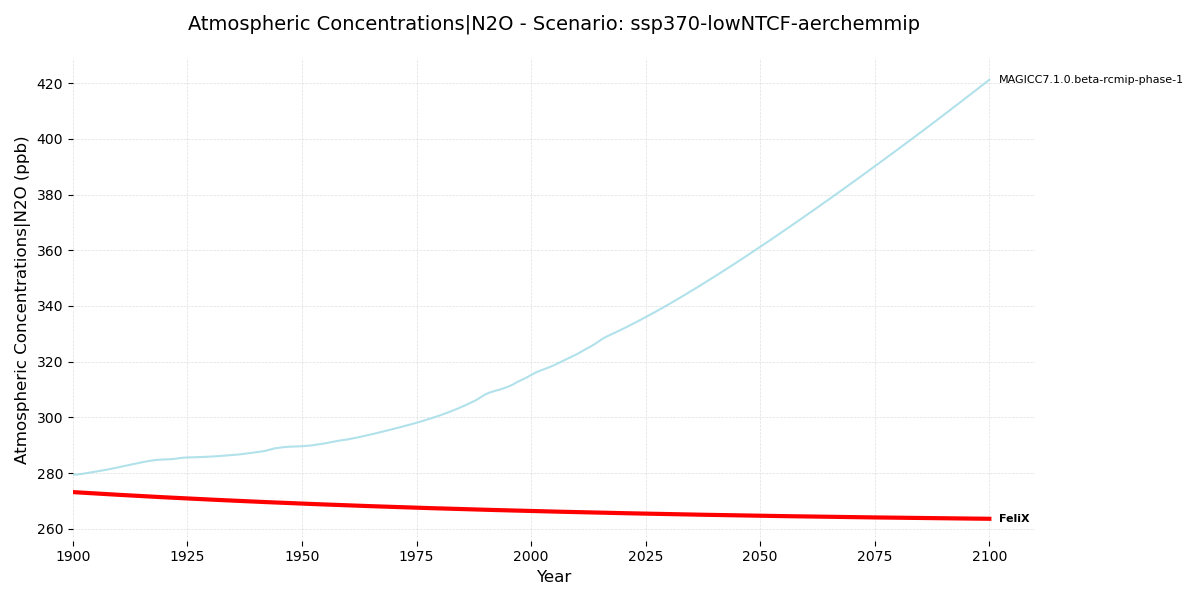 Atmospheric Concentrations|N2O - Scenario: ssp370-lowNTCF-aerchemmip
Atmospheric Concentrations|N2O (ppb)
420
400
380
360
340
320
300
280
260
MAGICC7.1.0.beta-rcmip-phase-1
FeliX
1900 1925 1950 1975 2000 2025 2050 2075 2100
Year